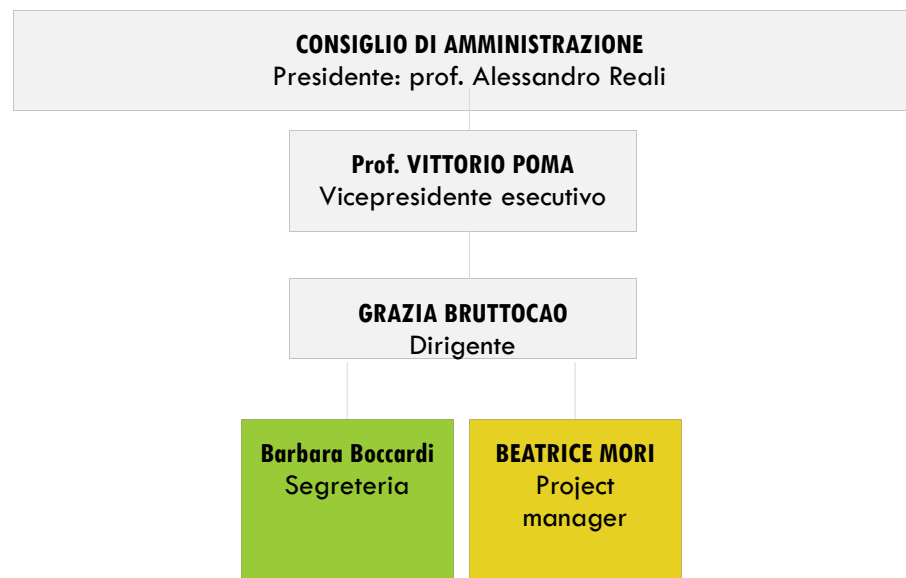 CONSIGLIO DI AMMINISTRAZIONE
Presidente: prof. Alessandro Reali
Prof. VITTORIO POMA
Vicepresidente esecutivo
GRAZIA BRUTTOCAO
Dirigente
Barbara Boccardi
Segreteria
BEATRICE MORI
Project
manager